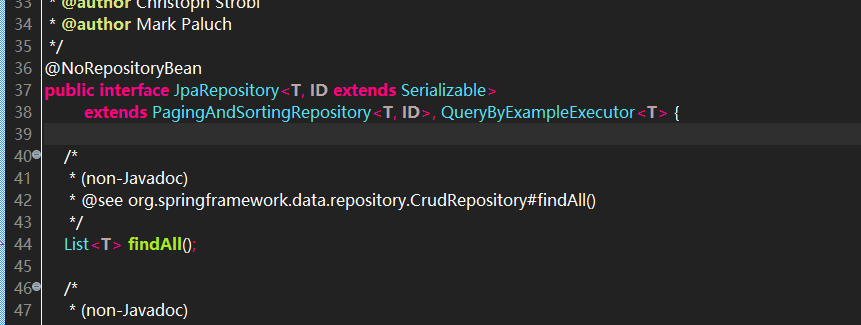 33 * @author Christoph Strobl
34 * @author Mark Paluch
35 */
36 @NoRepositoryBean
37 public interface JpaRepository<T, ID extends Serializable>
38 extends PagingAndSortingRepository<T, ID>, QueryByExampleExecutor<T> {
39
40 /*
41 * (non-Javadoc)
42 * @see org.springframework.data.repository.CrudRepository#findAll()
43 */
44 List<T> findAll();
45
46 /*
47 * (non-Javadoc)